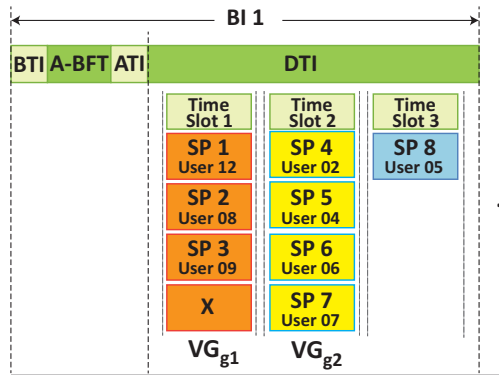 BI 1
BTI A-BFT ATI DTI
Time Slot 1
Time Slot 2
Time Slot 3
SP 1
User 12
SP 4
User 02
SP 8
User 05
SP 2
User 08
SP 5
User 04
SP 3
User 09
SP 6
User 06
X
SP 7
User 07
VGg1
VGg2